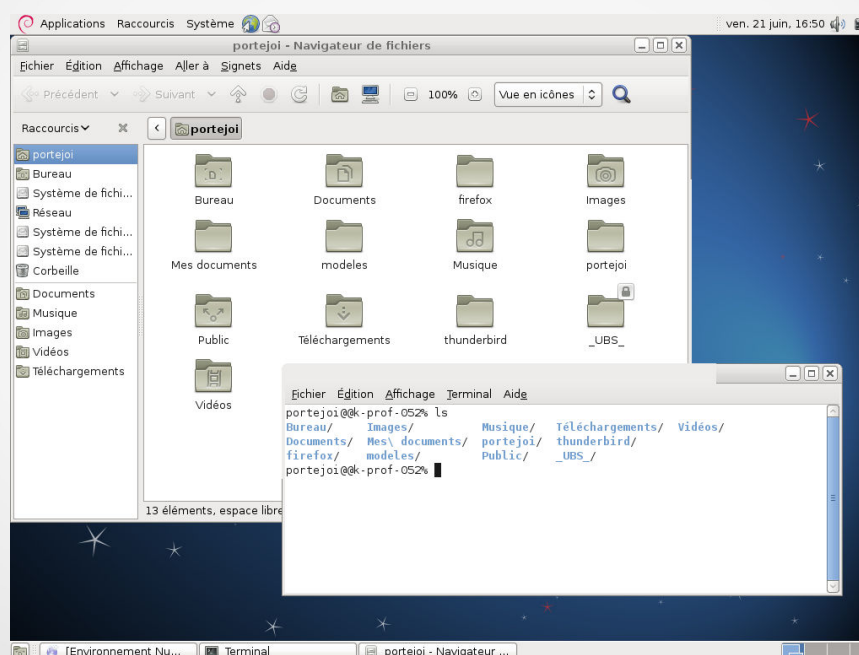 Applications Raccourcis Système ven. 21 juin, 16:50
portejoi - Navigateur de fichiers
Fichier Édition Affichage Aller à Signets Aide
Précédent Suivant 100% Vue en icônes
Raccourcis portejoi
portejoi
Bureau
Système de fichi...
Réseau
Système de fichi...
Système de fichi...
Corbeille
Documents
Musique
Images
Vidéos
Téléchargements
Bureau Documents firefox Images
Mes documents modeles Musique portejoi
Public Téléchargements thunderbird _UBS_
Vidéos
13 éléments, espace libre
Fichier Édition Affichage Terminal Aide
portejoi@@k-prof-052% ls
Bureau/ Images/ Musique/ Téléchargements/ Vidéos/
Documents/ Mes\ documents/ portejoi/ thunderbird/
firefox/ modeles/ Public/ _UBS_/
portejoi@@k-prof-052%
[Environnement Nu... Terminal portejoi - Navigateur ...